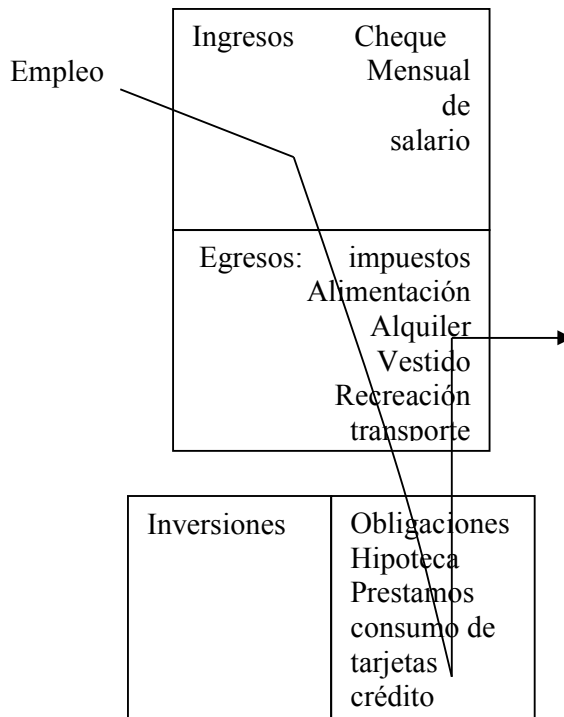 Ingresos Cheque
Empleo
Mensual
de
salario
Egresos: impuestos
Alimentación
Alquiler
Vestido
Recreación
transporte
Inversiones
Obligaciones
Hipoteca
Prestamos
consumo de
tarjetas
crédito